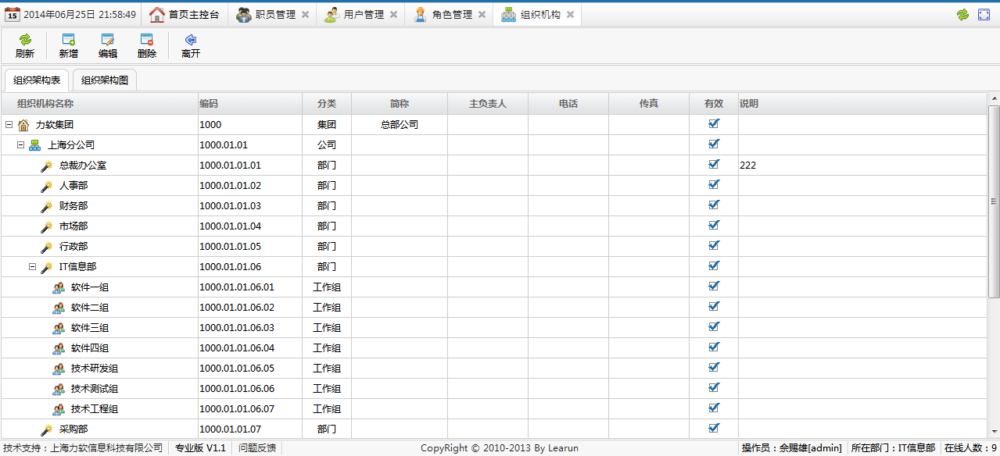 15 2014年06月25日 21:58:49 首页主控台 职员管理 用户管理 角色管理 组织机构
刷新 新增 编辑 删除 离开
组织架构表 组织架构图
组织机构名称 编码 分类 简称 主负责人 电话 传真 有效 说明
力软集团 1000 集团 总部公司
上海分公司 1000.01.01 公司
总裁办公室 1000.01.01.01 部门 222
人事部 1000.01.01.02 部门
财务部 1000.01.01.03 部门
市场部 1000.01.01.04 部门
行政部 1000.01.01.05 部门
IT信息部 1000.01.01.06 部门
软件一组 1000.01.01.06.01 工作组
软件二组 1000.01.01.06.02 工作组
软件三组 1000.01.01.06.03 工作组
软件四组 1000.01.01.06.04 工作组
技术研发组 1000.01.01.06.05 工作组
技术测试组 1000.01.01.06.06 工作组
技术工程组 1000.01.01.06.07 工作组
采购部 1000.01.01.07 部门
技术支持：上海力软信息科技有限公司 专业版 V1.1 问题反馈 CopyRight © 2010-2013 By Learun 操作员：佘赐雄[admin] 所在部门：IT信息部 在线人数：9